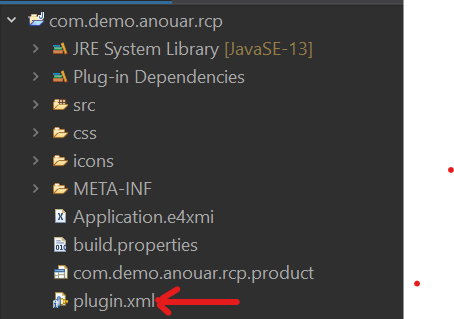 com.demo.anouar.rcp
JRE System Library [JavaSE-13]
Plug-in Dependencies
src
css
icons
META-INF
Application.e4xmi
build.properties
com.demo.anouar.rcp.product
plugin.xml